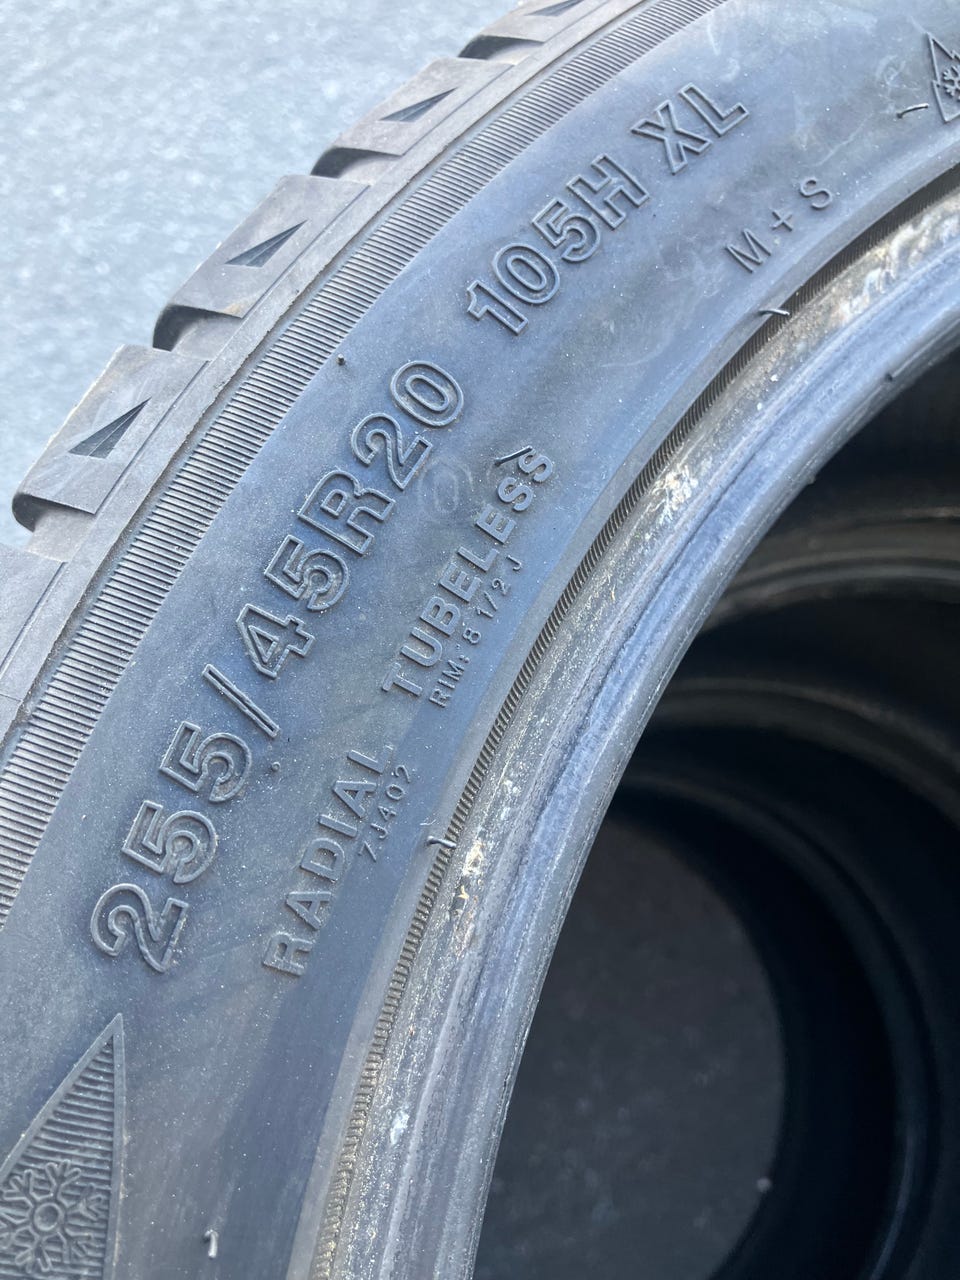 255/45R20 105H XL
M + S
RADIAL TUBELESS
7J402 RIM: 8 1/2 J